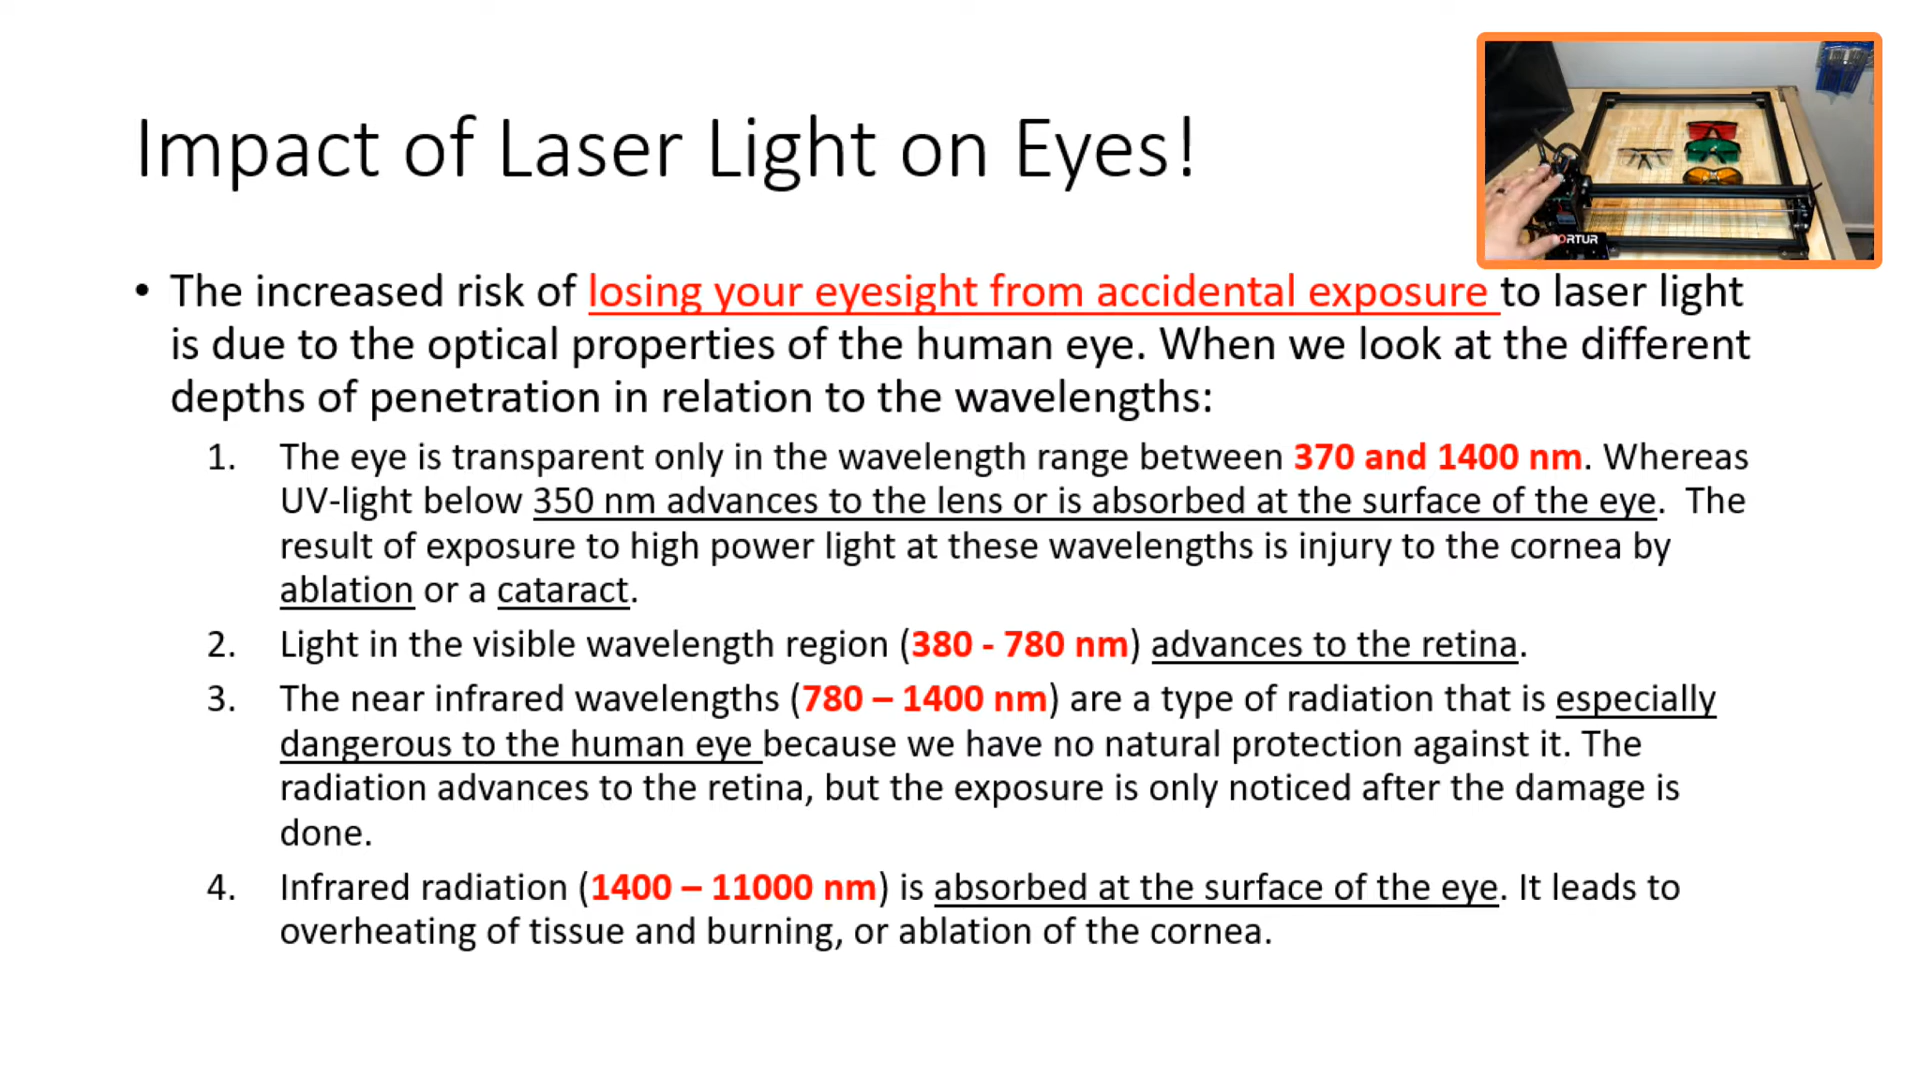 Impact of Laser Light on Eyes!
ORTUR
• The increased risk of losing your eyesight from accidental exposure to laser light
is due to the optical properties of the human eye. When we look at the different
depths of penetration in relation to the wavelengths:
1. The eye is transparent only in the wavelength range between 370 and 1400 nm. Whereas
UV-light below 350 nm advances to the lens or is absorbed at the surface of the eye. The
result of exposure to high power light at these wavelengths is injury to the cornea by
ablation or a cataract.
2. Light in the visible wavelength region (380 - 780 nm) advances to the retina.
3. The near infrared wavelengths (780 – 1400 nm) are a type of radiation that is especially
dangerous to the human eye because we have no natural protection against it. The
radiation advances to the retina, but the exposure is only noticed after the damage is
done.
4. Infrared radiation (1400 – 11000 nm) is absorbed at the surface of the eye. It leads to
overheating of tissue and burning, or ablation of the cornea.